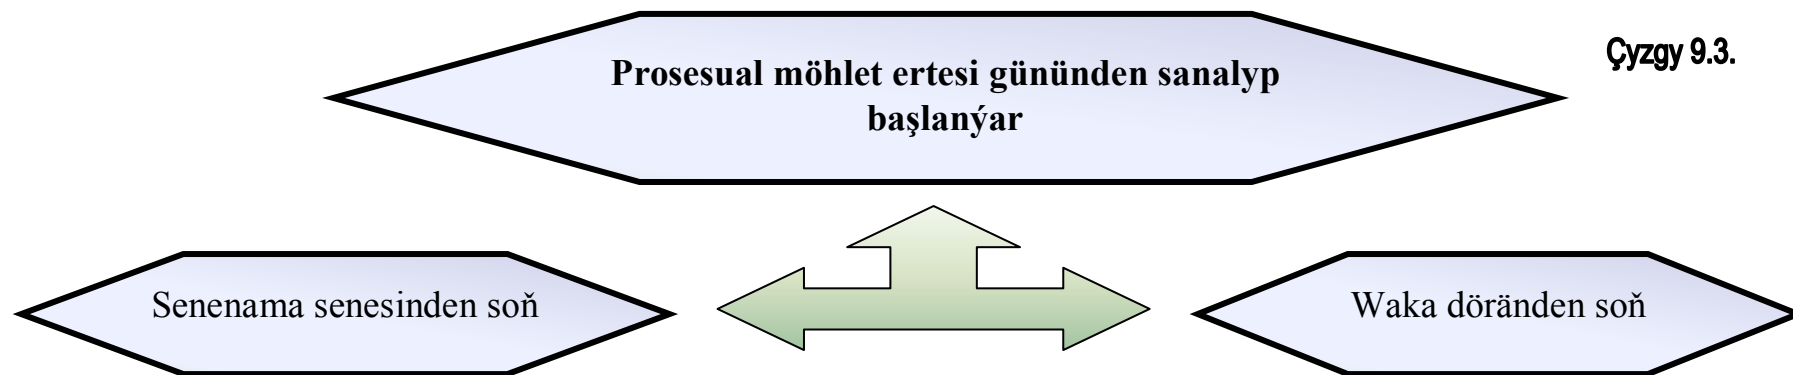 Çyzgy 9.3.
Prosesual möhlet ertesi gününden sanalyp
başlanýar
Senenama senesinden soň
Waka döränden soň